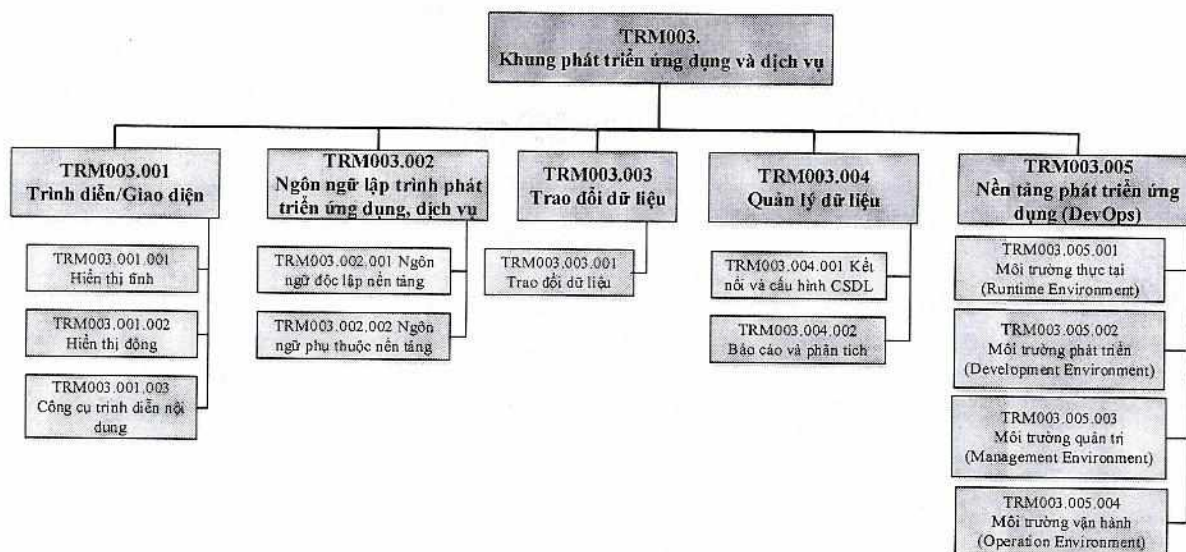 TRM003.
Khung phát triển ứng dụng và dịch vụ
TRM003.001
Trình diễn/Giao diện
TRM003.001.001
Hiển thị tĩnh
TRM003.001.002
Hiển thị động
TRM003.001.003
Công cụ trình diễn nội
dung
TRM003.002
Ngôn ngữ lập trình phát
triển ứng dụng, dịch vụ
TRM003.002.001 Ngôn
ngữ độc lập nền tảng
TRM003.002.002 Ngôn
ngữ phụ thuộc nền tảng
TRM003.003
Trao đổi dữ liệu
TRM003.003.001
Trao đổi dữ liệu
TRM003.004
Quản lý dữ liệu
TRM003.004.001 Kết
nối và cấu hình CSDL
TRM003.004.002
Báo cáo và phân tích
TRM003.005
Nền tảng phát triển ứng
dụng (DevOps)
TRM003.005.001
Môi trường thực tại
(Runtime Environment)
TRM003.005.002
Môi trường phát triển
(Development Environment)
TRM003.005.003
Môi trường quản trị
(Management Environment)
TRM003.005.004
Môi trường vận hành
(Operation Environment)